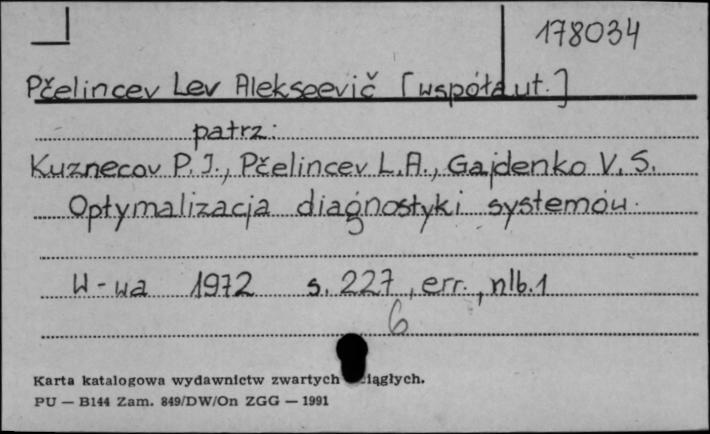 178034
Pčelincev Lev Alekseevič [współaut.]
patrz:
Kuznecov P. I., Pčelincev L.A., Gajdenko V. S.
Optymalizacja diagnostyki systemów.
W-wa 1972 s. 227, err., nlb. 1
6
Karta katalogowa wydawnictw zwartych ciągłych.
PU — B144 Zam. 849/DW/On ZGG — 1991